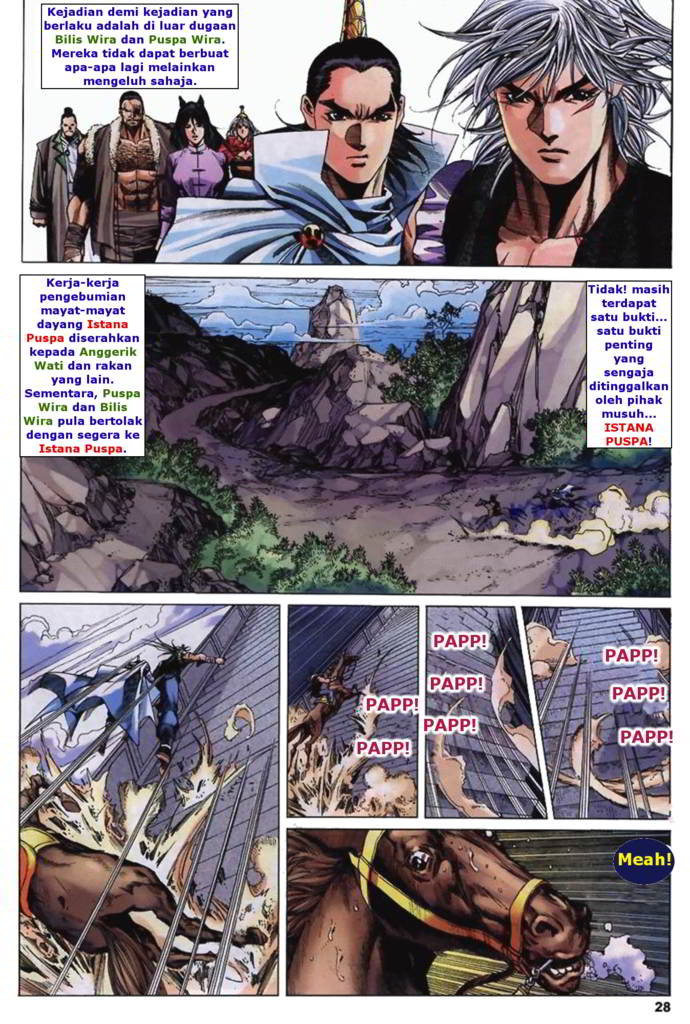 Kejadian demi kejadian yang
berlaku adalah di luar dugaan
Bilis Wira dan Puspa Wira.
Mereka tidak dapat berbuat
apa-apa lagi melainkan
mengeluh sahaja.
Kerja-kerja
pengebumian
mayat-mayat
dayang Istana
Puspa diserahkan
kepada Anggerik
Wati dan rakan
yang lain.
Sementara, Puspa
Wira dan Bilis
Wira pula bertolak
dengan segera ke
Istana Puspa.
Tidak! masih
terdapat
satu bukti...
satu bukti
penting
yang
sengaja
ditinggalkan
oleh pihak
musuh...
ISTANA
PUSPA!
PAPP!
PAPP!
PAPP!
PAPP!
PAPP!
PAPP!
PAPP!
PAPP!
Meah!
28